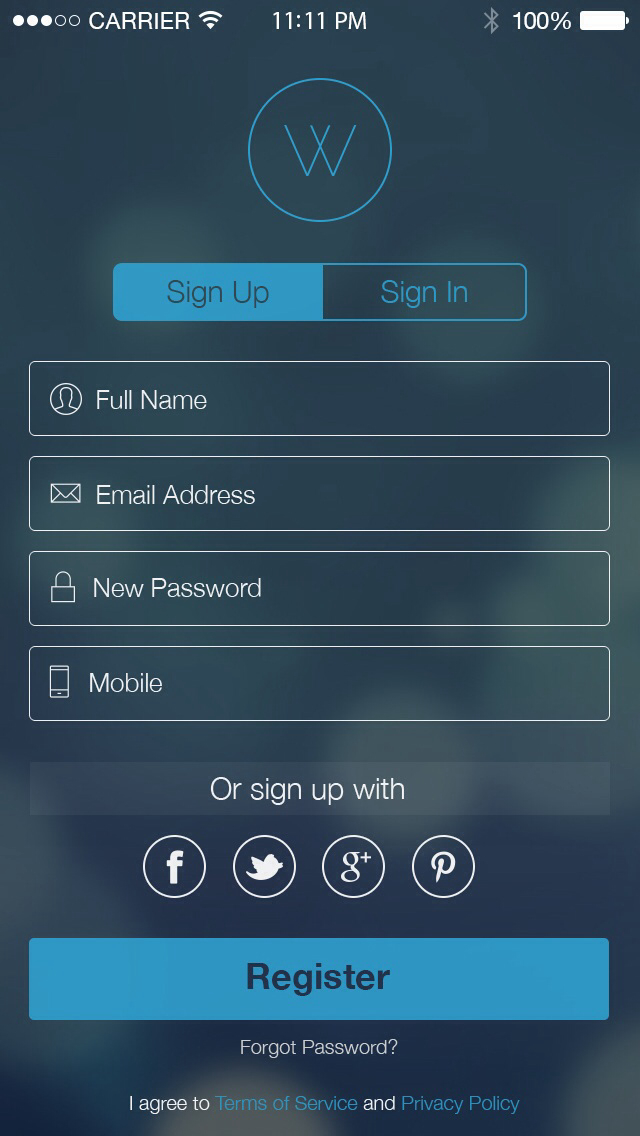 CARRIER 11:11 PM 100%
W
Sign Up Sign In
Full Name
Email Address
New Password
Mobile
Or sign up with
f g+ p
Register
Forgot Password?
I agree to Terms of Service and Privacy Policy